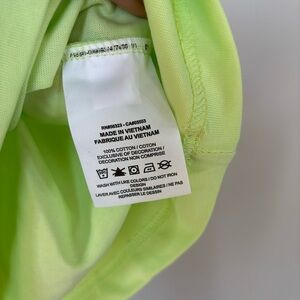 MADE IN VIETNAM
FABRIQUE AU VIETNAM
100% COTTON / COTON
EXCLUSIVE OF DECORATION
DECORATION NON COMPRISE
WASH WITH LIKE COLORS / DO NOT IRON
DESIGN
LAVER AVEC COULEURS SIMILAIRES / NE PAS
REPASSER LE DESSIN